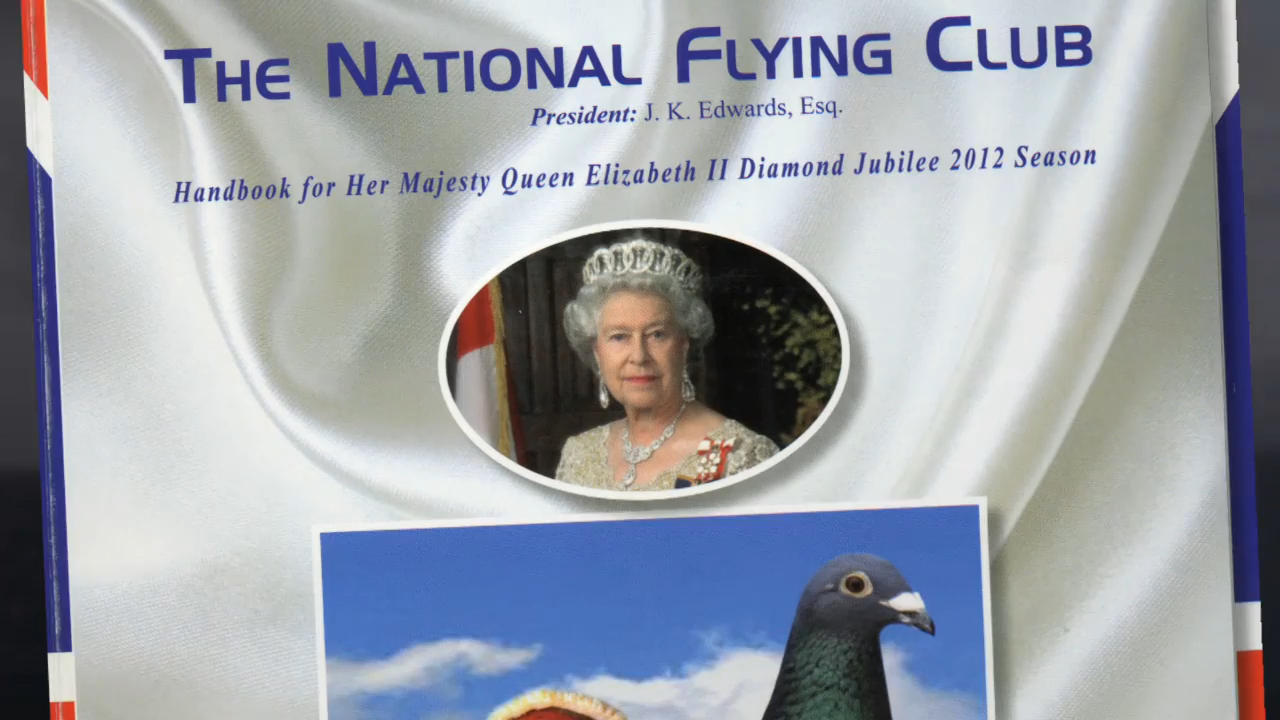 THE NATIONAL FLYING CLUB
President: J. K. Edwards, Esq.
Handbook for Her Majesty Queen Elizabeth II Diamond Jubilee 2012 Season